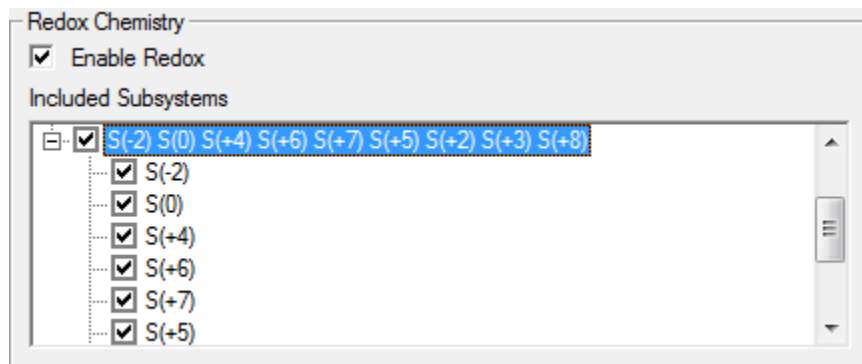 Redox Chemistry
Enable Redox
Included Subsystems
S(-2) S(0) S(+4) S(+6) S(+7) S(+5) S(+2) S(+3) S(+8)
S(-2)
S(0)
S(+4)
S(+6)
S(+7)
S(+5)